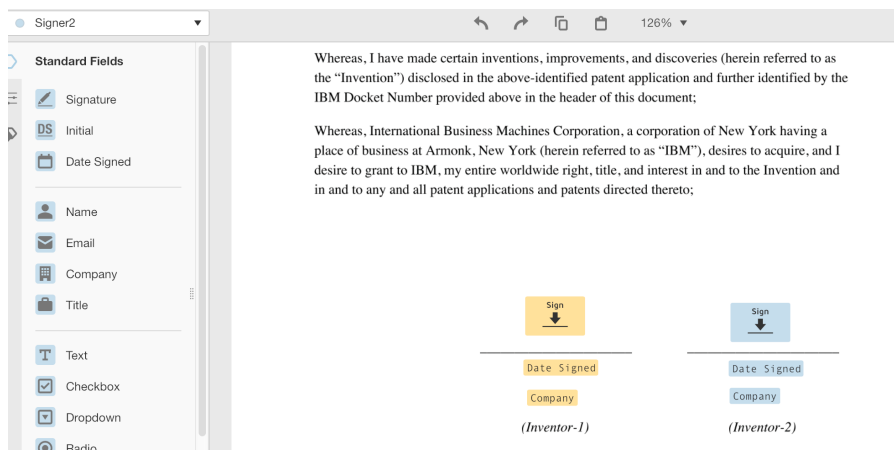 Signer2
126%
Standard Fields
Signature
DS Initial
Date Signed
Name
Email
Company
Title
T Text
Checkbox
Dropdown
Radio
Whereas, I have made certain inventions, improvements, and discoveries (herein referred to as
the “Invention”) disclosed in the above-identified patent application and further identified by the
IBM Docket Number provided above in the header of this document;
Whereas, International Business Machines Corporation, a corporation of New York having a
place of business at Armonk, New York (herein referred to as “IBM”), desires to acquire, and I
desire to grant to IBM, my entire worldwide right, title, and interest in and to the Invention and
in and to any and all patent applications and patents directed thereto;
Sign
Date Signed
Company
(Inventor-1)
Sign
Date Signed
Company
(Inventor-2)